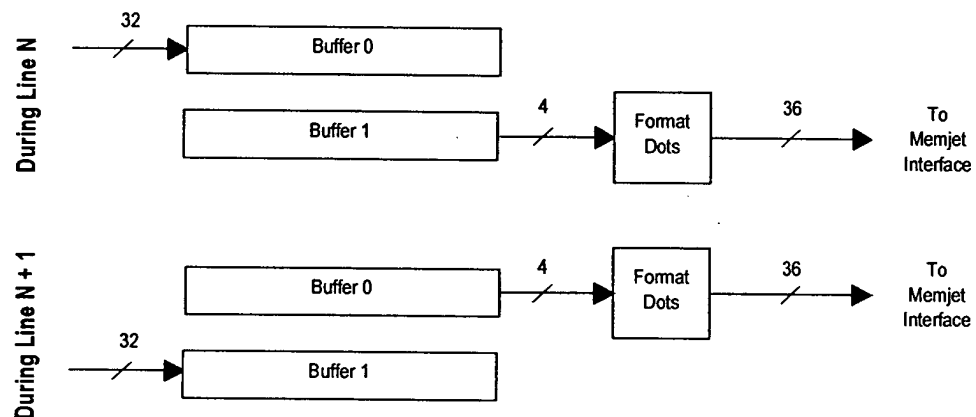 During Line N
32
Buffer 0
Buffer 1
4
Format
Dots
36
To
Memjet
Interface
During Line N + 1
Buffer 0
4
Format
Dots
36
To
Memjet
Interface
32
Buffer 1